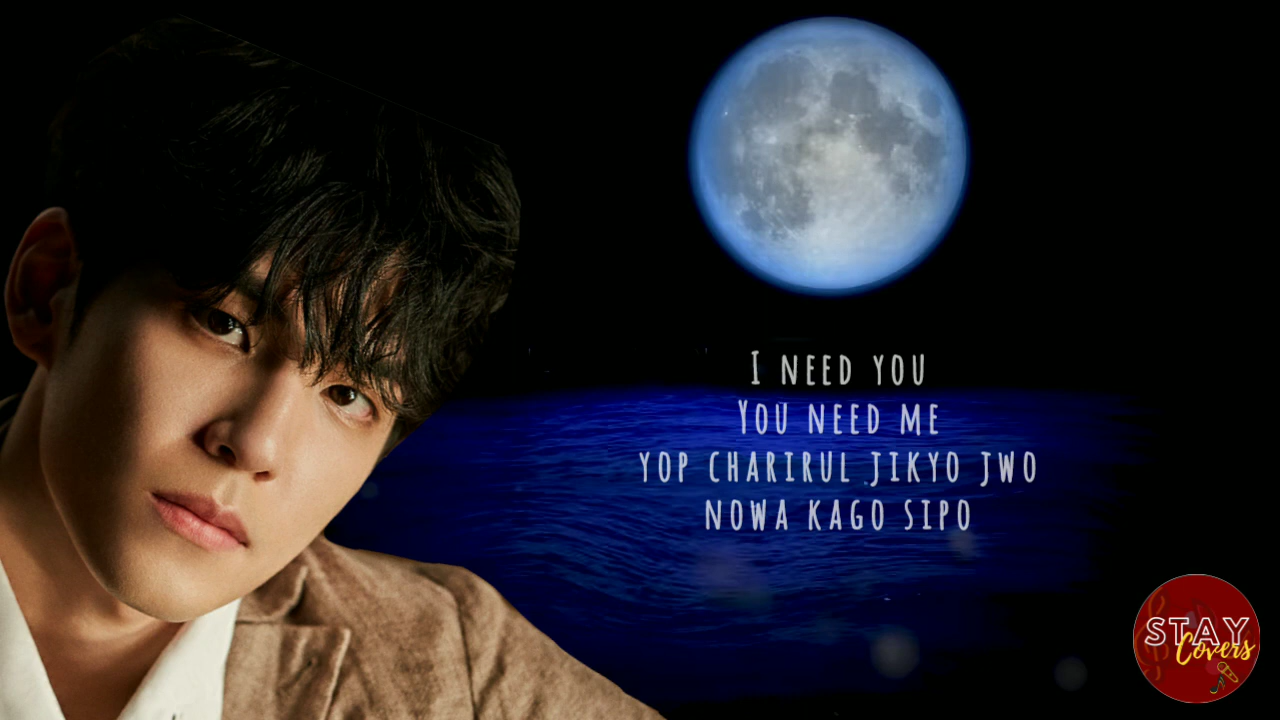 I NEED YOU
YOU NEED ME
YOP CHARIRUL JIKYO JWO
NOWA KAGO SIPO
STAY
Covers